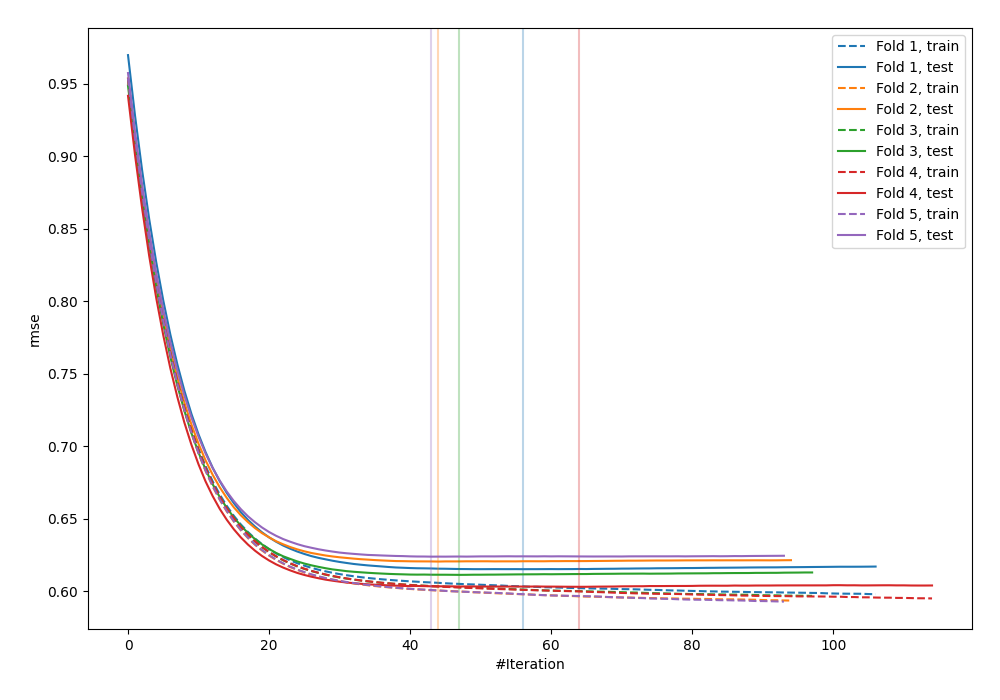 rmse
0.95
0.90
0.85
0.80
0.75
0.70
0.65
0.60
0
20
40
60
80
100
#Iteration
Fold 1, train
Fold 1, test
Fold 2, train
Fold 2, test
Fold 3, train
Fold 3, test
Fold 4, train
Fold 4, test
Fold 5, train
Fold 5, test